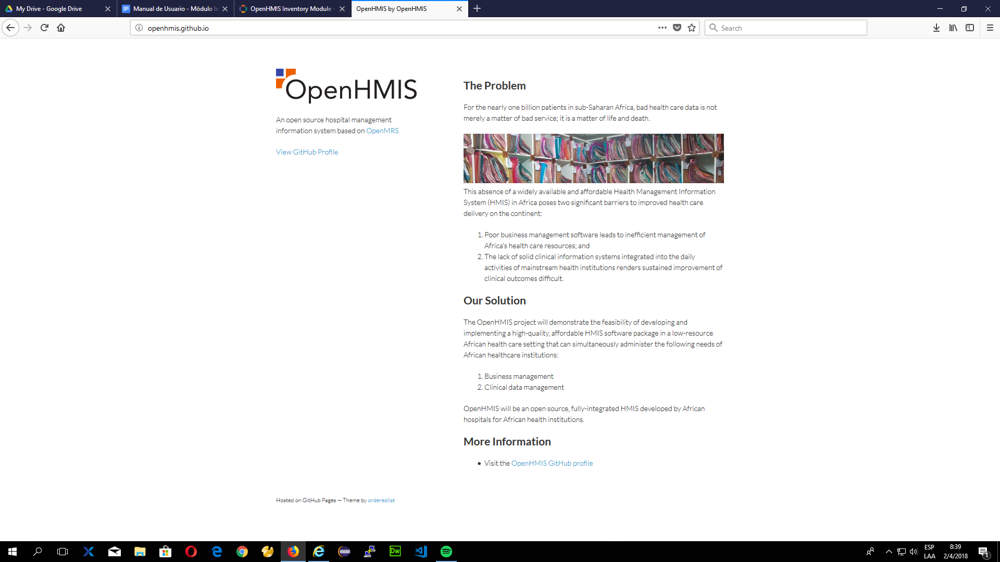 My Drive - Google Drive
Manual de Usuario - Módulo In
OpenHMIS Inventory Module -
OpenHMIS by OpenHMIS
openhmis.github.io
Search
OpenHMIS
An open source hospital management
information system based on OpenMRS
View GitHub Profile
The Problem
For the nearly one billion patients in sub-Saharan Africa, bad health care data is not
merely a matter of bad service; it is a matter of life and death.
This absence of a widely available and affordable Health Management Information
System (HMIS) in Africa poses two significant barriers to improved health care
delivery on the continent:
1. Poor business management software leads to inefficient management of
Africa's health care resources; and
2. The lack of solid clinical information systems integrated into the daily
activities of mainstream health institutions renders sustained improvement of
clinical outcomes difficult.
Our Solution
The OpenHMIS project will demonstrate the feasibility of developing and
implementing a high-quality, affordable HMIS software package in a low-resource
African health care setting that can simultaneously administer the following needs of
African healthcare institutions:
1. Business management
2. Clinical data management
OpenHMIS will be an open source, fully-integrated HMIS developed by African
hospitals for African health institutions.
More Information
• Visit the OpenHMIS GitHub profile
Hosted on GitHub Pages — Theme by orderedlist
Dw
ESP
LAA
8:39
2/4/2018
1